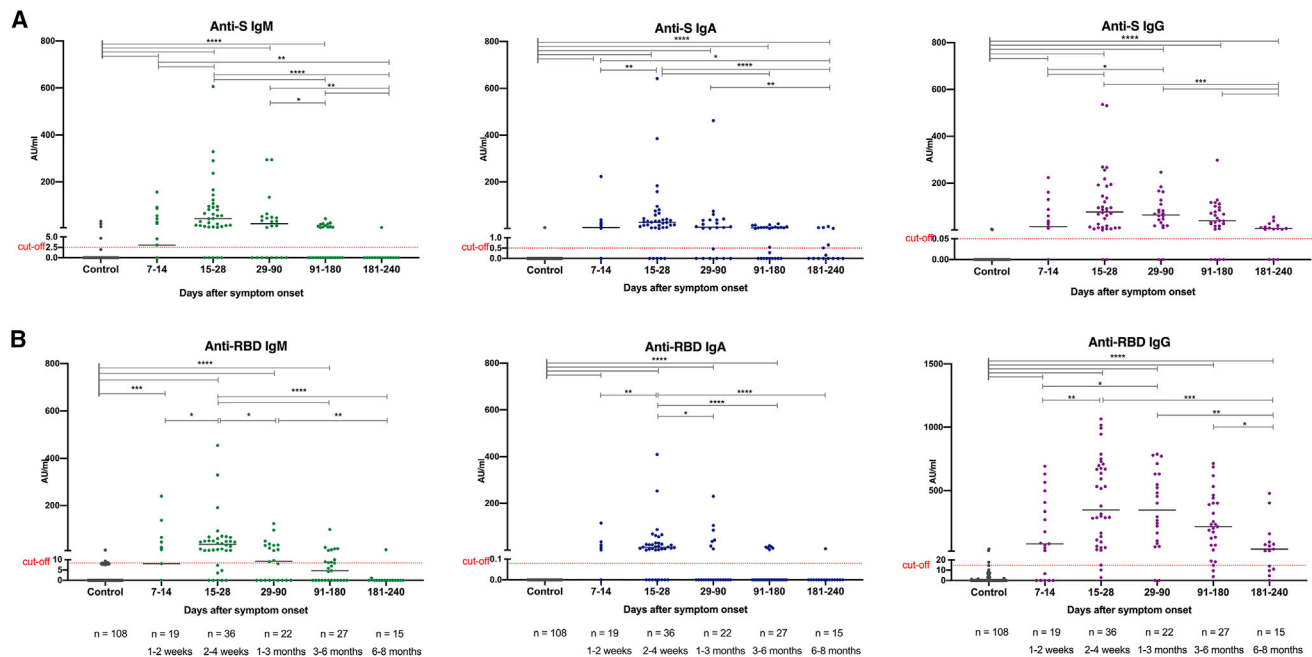 A
Anti-S IgM
800
600
400
200
5.0
2.5
0.0
AU/ml
cut-off
****
**
****
**
*
Control 7-14 15-28 29-90 91-180 181-240
Days after symptom onset
Anti-S IgA
800
600
400
200
1.0
0.5
0.0
AU/ml
cut-off
****
*
** ****
**
Control 7-14 15-28 29-90 91-180 181-240
Days after symptom onset
Anti-S IgG
800
600
400
200
0.05
0.00
AU/ml
cut-off
****
*
***
Control 7-14 15-28 29-90 91-180 181-240
Days after symptom onset
B
Anti-RBD IgM
800
600
400
200
10
5
0
AU/ml
cut-off
****
*** ****
* * **
Control 7-14 15-28 29-90 91-180 181-240
Days after symptom onset
n = 108 n = 19 n = 36 n = 22 n = 27 n = 15
1-2 weeks 2-4 weeks 1-3 months 3-6 months 6-8 months
Anti-RBD IgA
800
600
400
200
0.1
0.0
AU/ml
cut-off
****
** ****
****
*
Control 7-14 15-28 29-90 91-180 181-240
Days after symptom onset
n = 108 n = 19 n = 36 n = 22 n = 27 n = 15
1-2 weeks 2-4 weeks 1-3 months 3-6 months 6-8 months
Anti-RBD IgG
1500
1000
500
20
10
0
AU/ml
cut-off
****
*
** ***
**
*
Control 7-14 15-28 29-90 91-180 181-240
Days after symptom onset
n = 108 n = 19 n = 36 n = 22 n = 27 n = 15
1-2 weeks 2-4 weeks 1-3 months 3-6 months 6-8 months